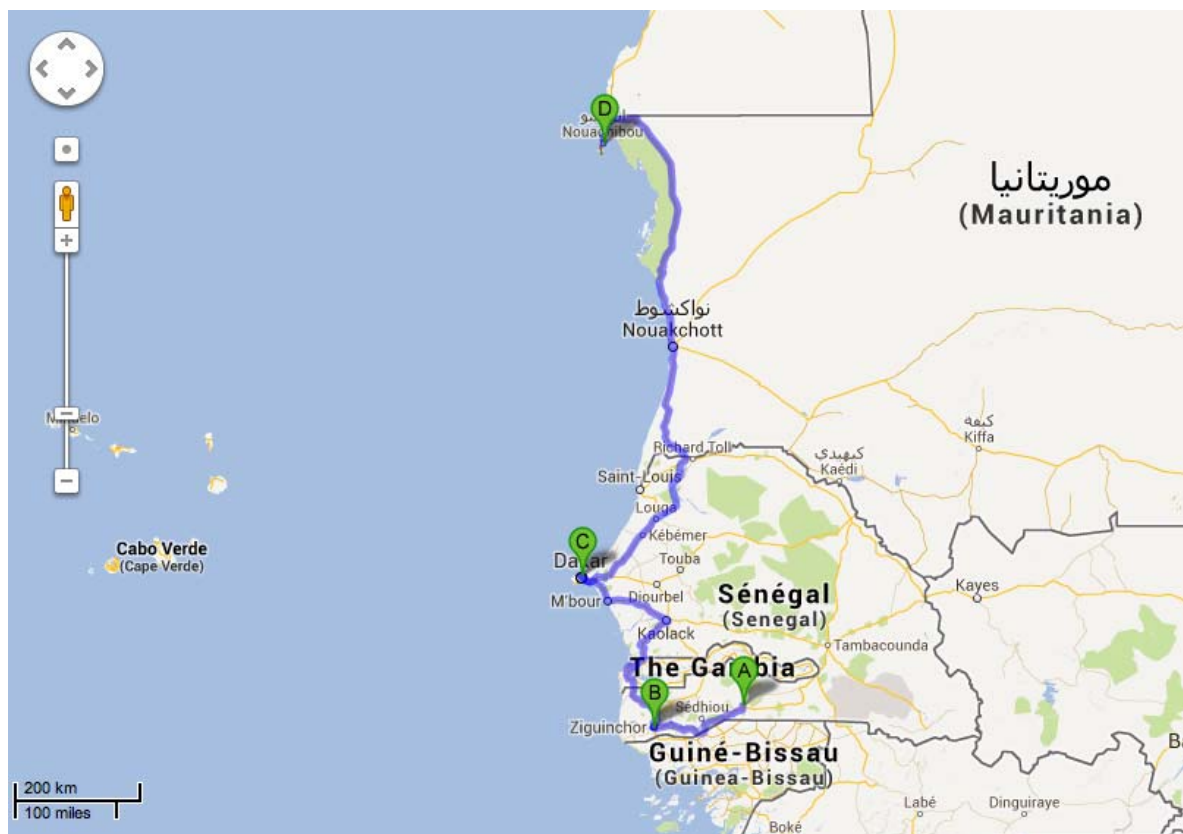 D
Nouadhibou
موريتانيا
(Mauritania)
نواكشوط
Nouakchott
كيفه
Kiffa
كيهيدي
Kaédi
Richard Toll
Saint-Louis
Louga
Kébémer
Touba
C
Dakar
Diourbel
M'bour
Cabo Verde
(Cape Verde)
Kayes
Sénégal
(Senegal)
Kaolack
Tambacounda
The Gambia
A
B
Sédhiou
Ziguinchor
Guiné-Bissau
(Guinea-Bissau)
200 km
100 miles
Labé
Dinguiraye
Boké